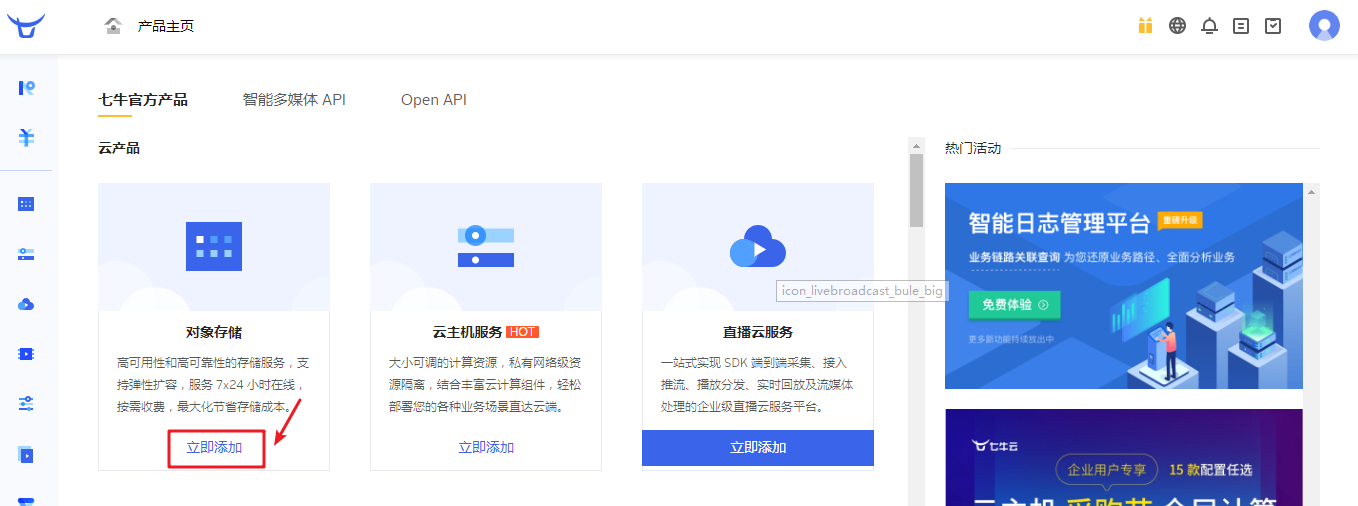 产品主页
七牛官方产品
智能多媒体 API
Open API
云产品
对象存储
高可用性和高可靠性的存储服务，支
持弹性扩容，服务 7x24 小时在线，
按需收费，最大化节省存储成本。
立即添加
云主机服务 HOT
大小可调的计算资源，私有网络级资
源隔离，结合丰富云计算组件，轻松
部署您的各种业务场景直达云端。
立即添加
icon_livebroadcast_bule_big
直播云服务
一站式实现 SDK 端到端采集、接入
推流、播放分发、实时回放及流媒体
处理的企业级直播云服务平台。
立即添加
热门活动
智能日志管理平台 重磅升级
业务链路关联查询 为您还原业务路径、全面分析业务
免费体验
更多新功能持续放出中
七牛云
企业用户专享 15 款配置任选
云主机 采购节 全民计算